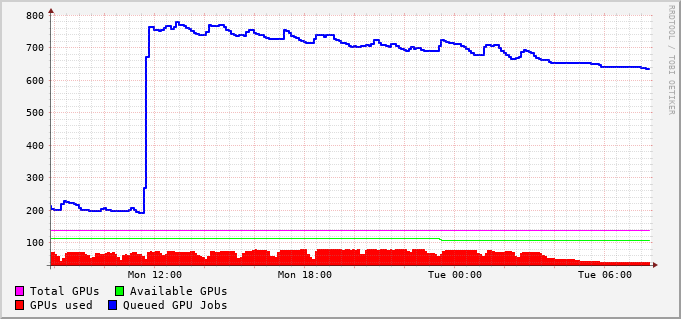 800
700
600
500
400
300
200
100
Mon 12:00 Mon 18:00 Tue 00:00 Tue 06:00
Total GPUs Available GPUs
GPUs used Queued GPU Jobs
RRDTOOL / TOBI OETIKER